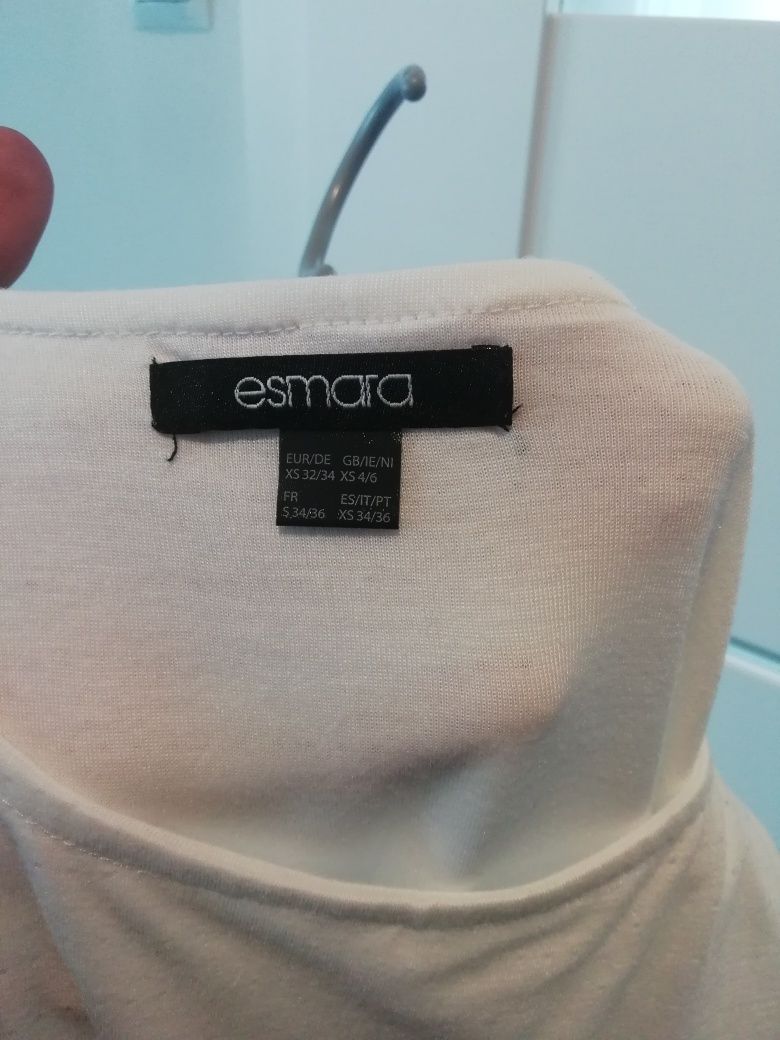 esmara
EUR/DE GB/IE/NI
XS 32/34 XS 4/6
FR ES/IT/PT
S 34/36 XS 34/36